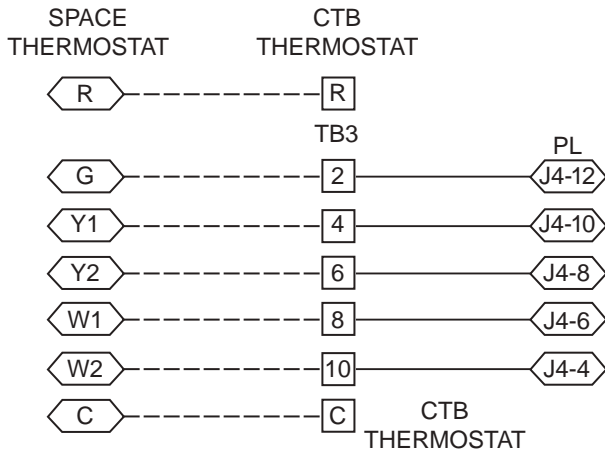 SPACE THERMOSTAT
CTB THERMOSTAT
R R
TB3
PL
G 2 J4-12
Y1 4 J4-10
Y2 6 J4-8
W1 8 J4-6
W2 10 J4-4
C C
CTB THERMOSTAT